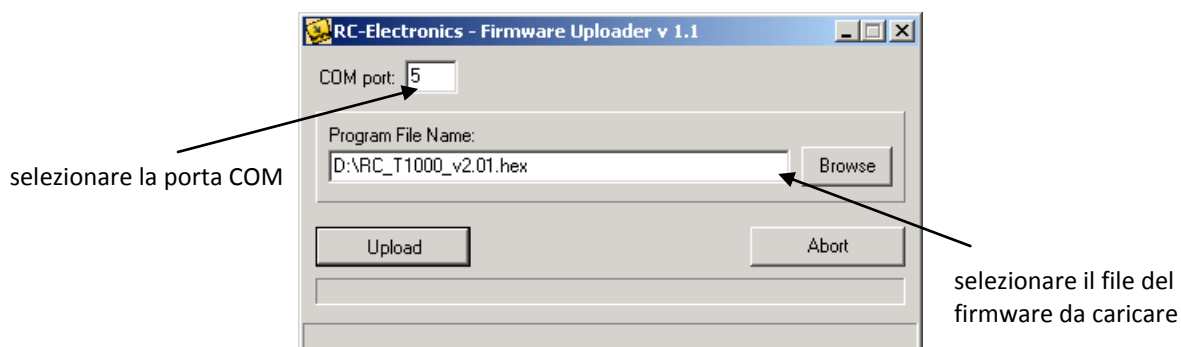 RC-Electronics - Firmware Uploader v 1.1
COM port: 5
Program File Name:
D:\RC_T1000_v2.01.hex Browse
selezionare la porta COM
Upload Abort
selezionare il file del
firmware da caricare